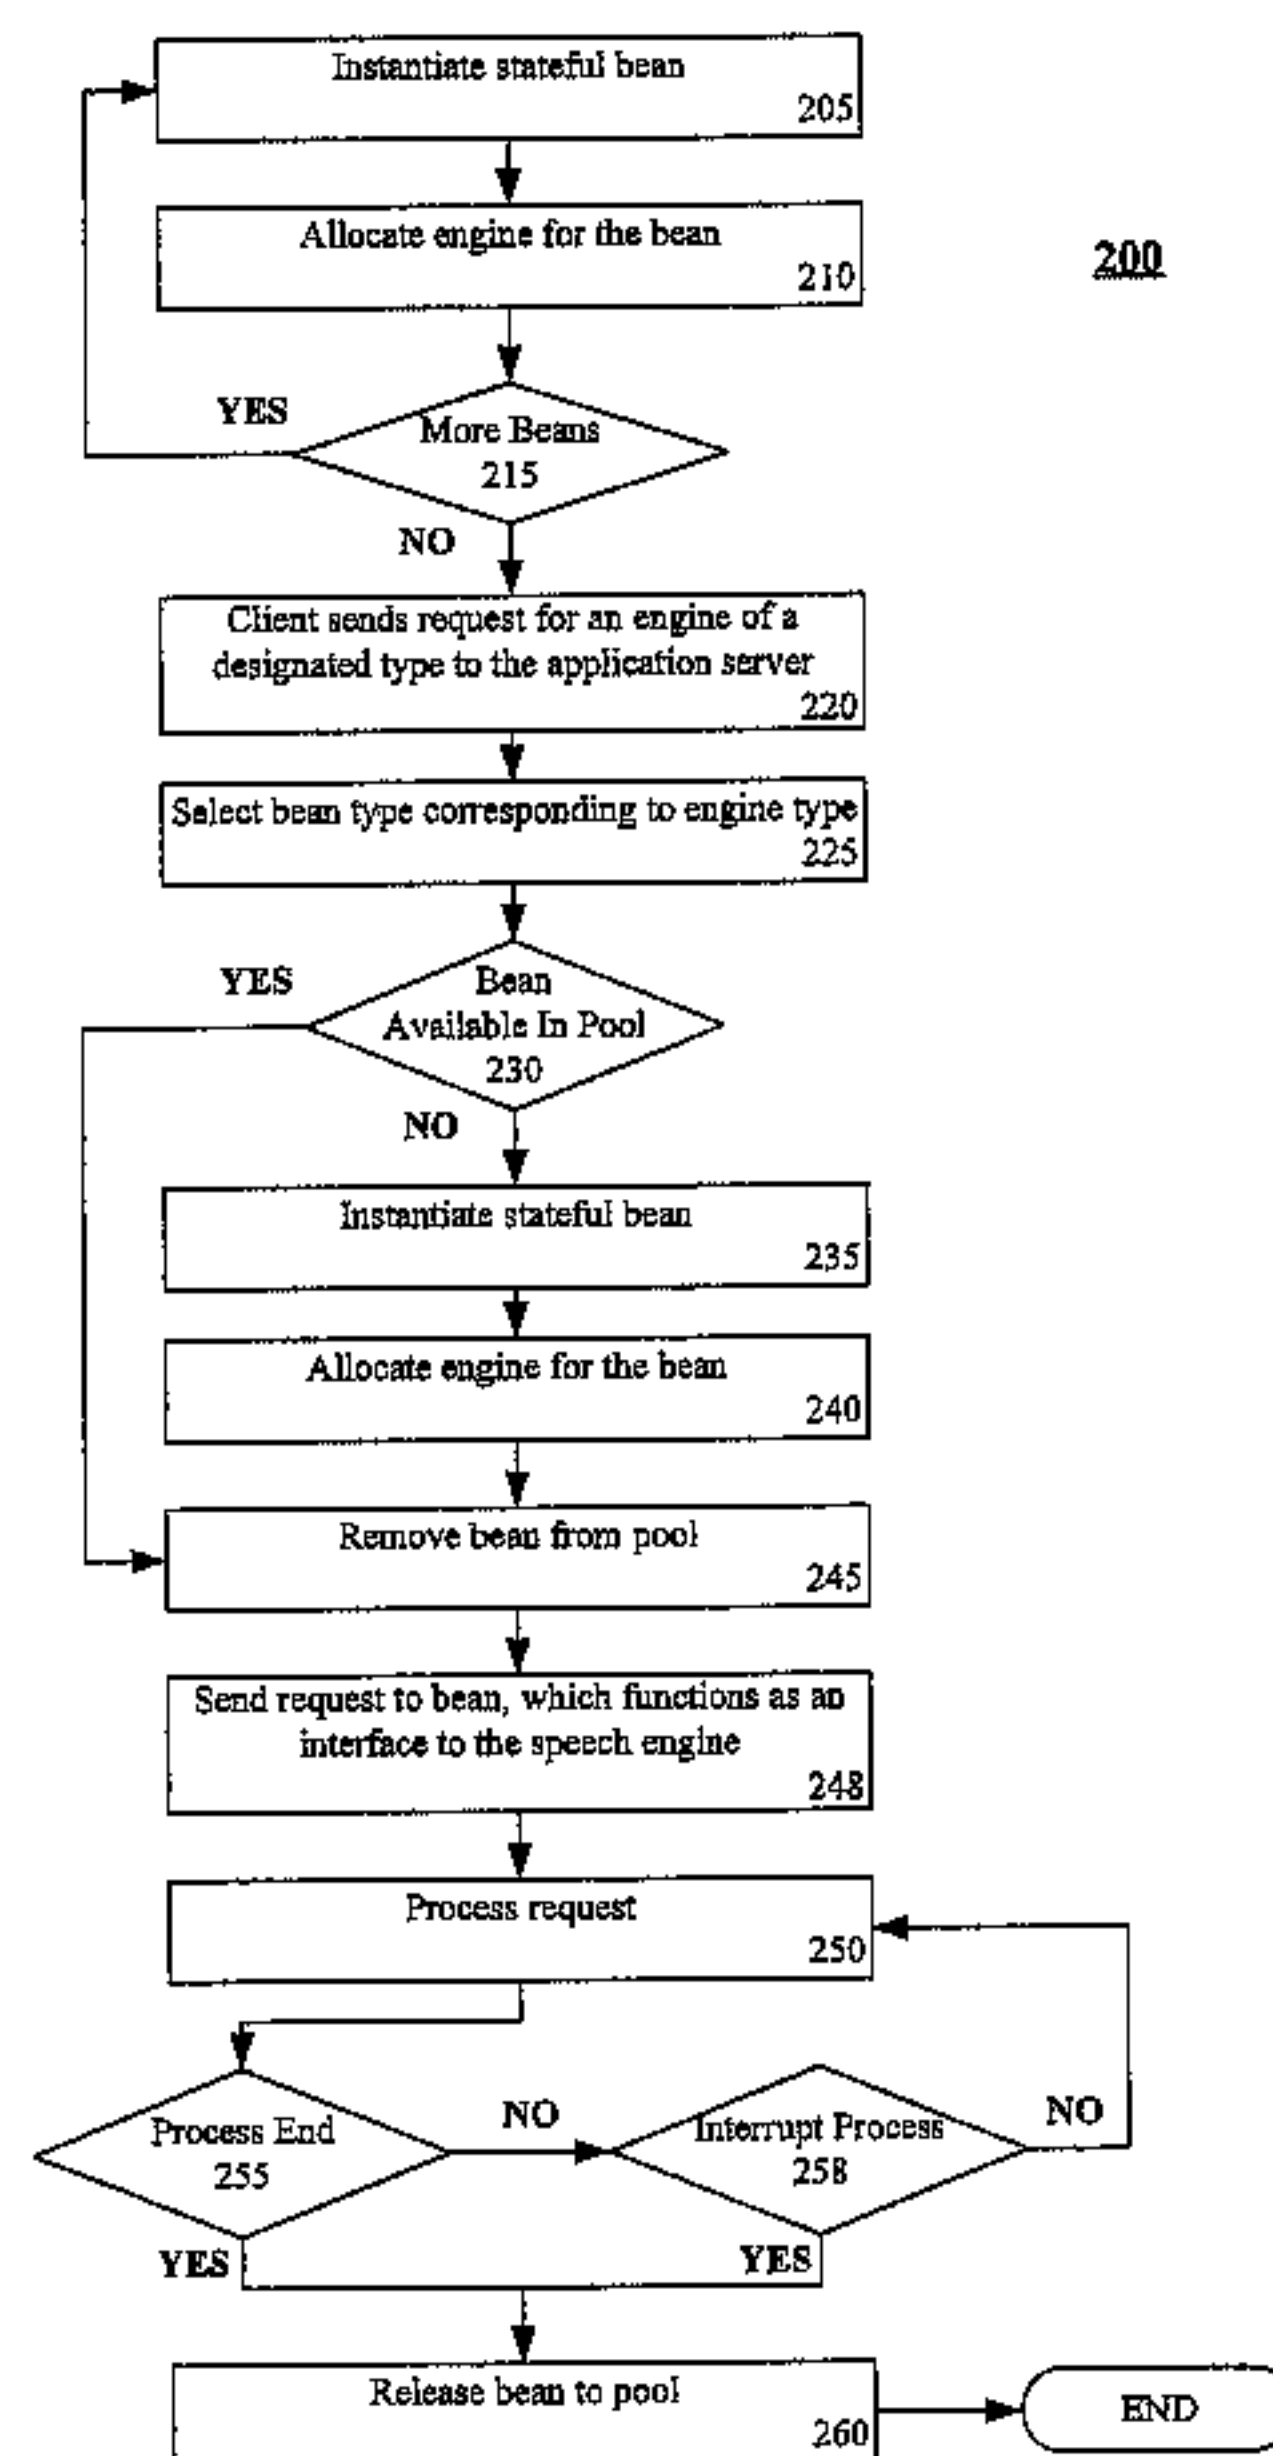 Instantiate stateful bean
205
Allocate engine for the bean
210
200
YES
More Beans
215
NO
Client sends request for an engine of a
designated type to the application server
220
Select bean type corresponding to engine type
225
YES
Bean
Available In Pool
230
NO
Instantiate stateful bean
235
Allocate engine for the bean
240
Remove bean from pool
245
Send request to bean, which functions as an
interface to the speech engine
248
Process request
250
Process End
255
NO
Interrupt Process
258
NO
YES
YES
Release bean to pool
260
END